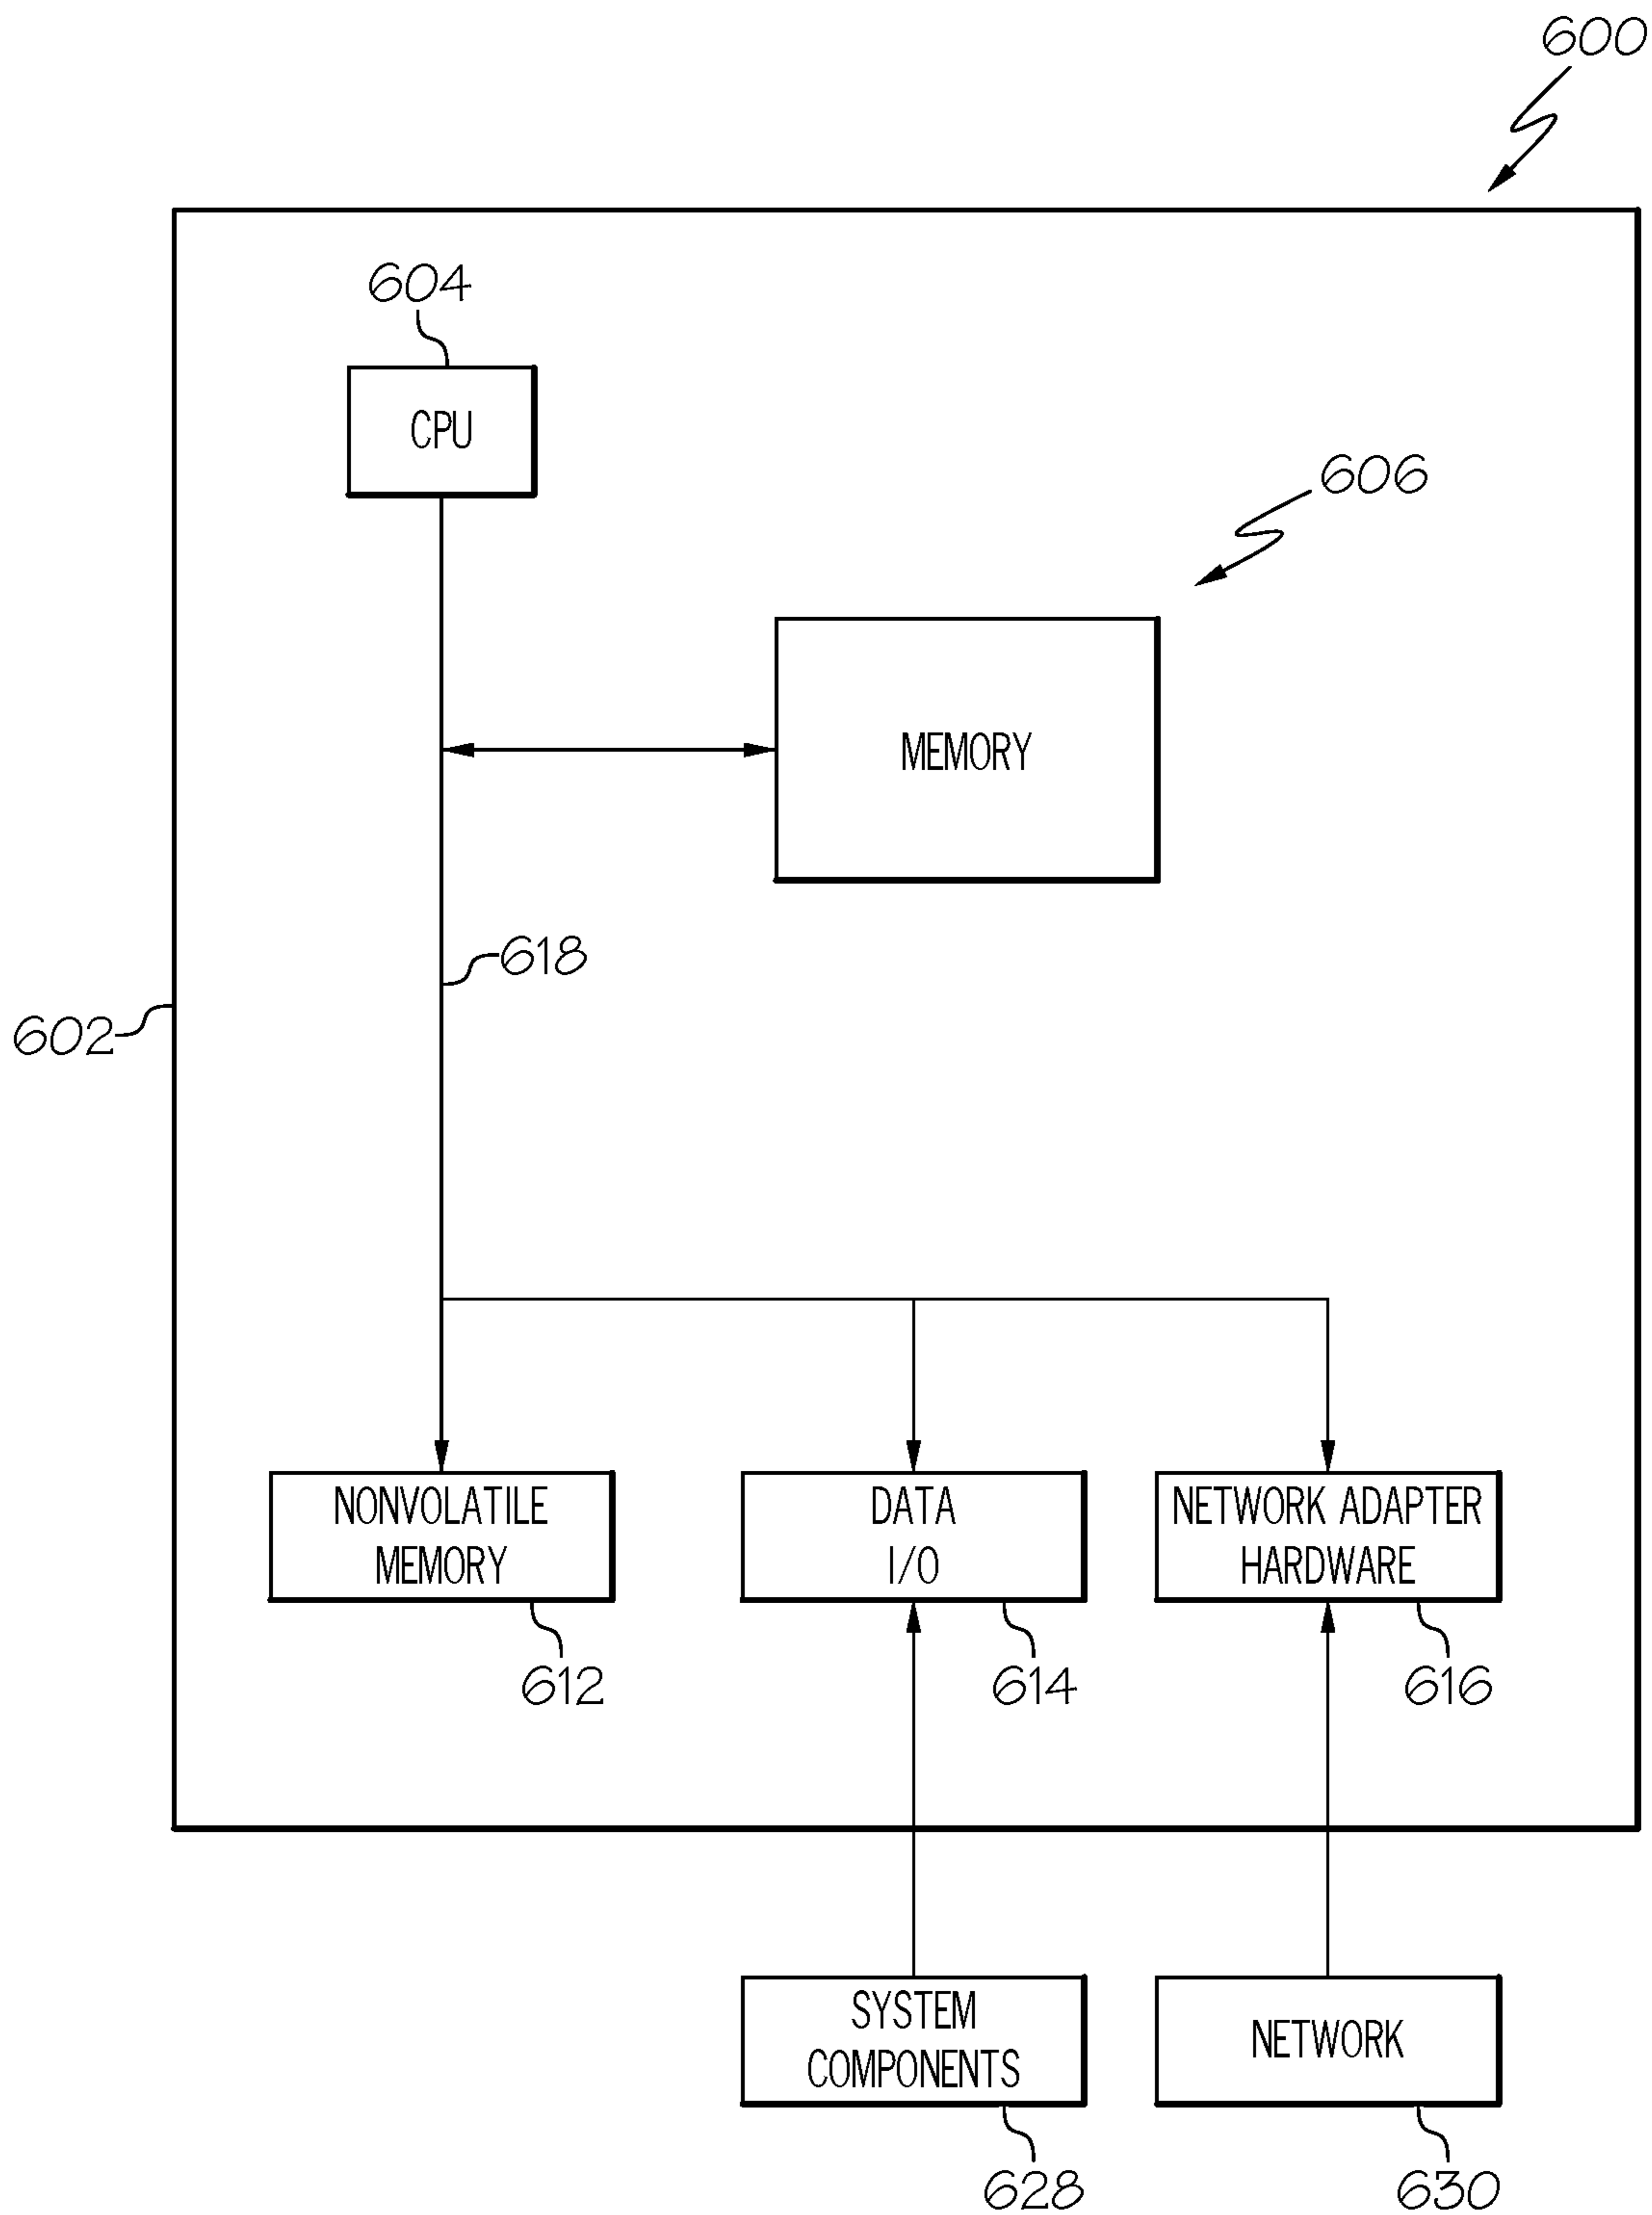 600
604
CPU
606
MEMORY
618
602
NONVOLATILE
MEMORY
DATA
I/O
NETWORK ADAPTER
HARDWARE
612
614
616
SYSTEM
COMPONENTS
NETWORK
628
630